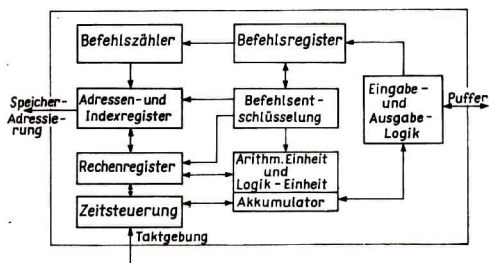 Befehlszähler
Befehlsregister
Speicher-
Adressie-
rung
Adressen- und
Indexregister
Befehlsent-
schlüsselung
Eingabe-
und
Ausgabe-
Logik
Puffer
Rechenregister
Arithm. Einheit
und
Logik-Einheit
Akkumulator
Zeitsteuerung
Taktgebung